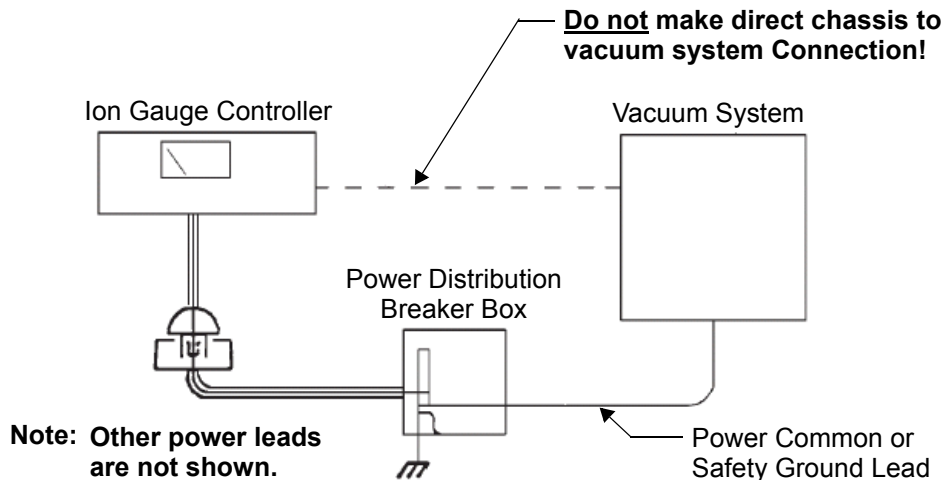 Do not make direct chassis to
vacuum system Connection!
Ion Gauge Controller
Vacuum System
Power Distribution
Breaker Box
Note: Other power leads
are not shown.
Power Common or
Safety Ground Lead